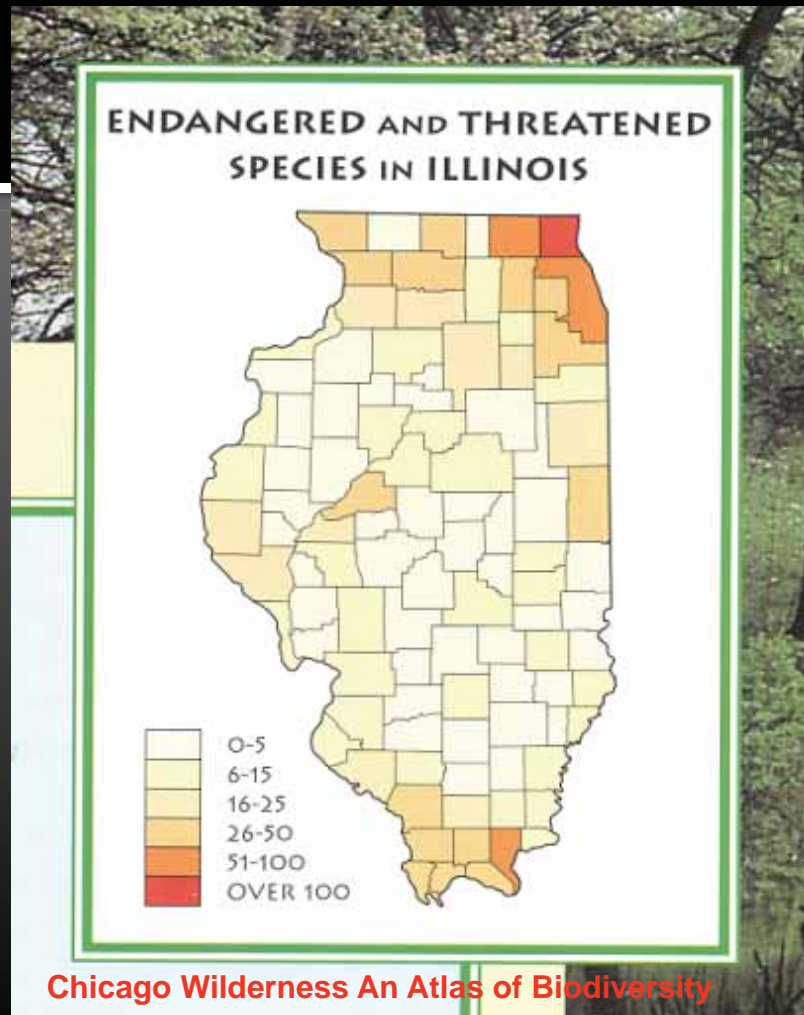 ENDANGERED AND THREATENED
SPECIES IN ILLINOIS
0-5
6-15
16-25
26-50
51-100
OVER 100
Chicago Wilderness An Atlas of Biodiversity